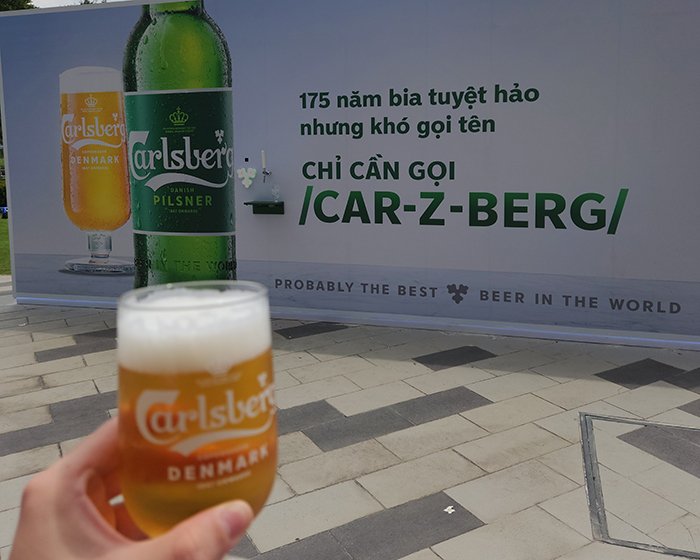 175 năm bia tuyệt hảo
nhưng khó gọi tên
CHỈ CẦN GỌI
/CAR-Z-BERG/
PROBABLY THE BEST BEER IN THE WORLD
Carlsberg
DENMARK
Carlsberg
DANISH
PILSNER
Carlsberg
DENMARK